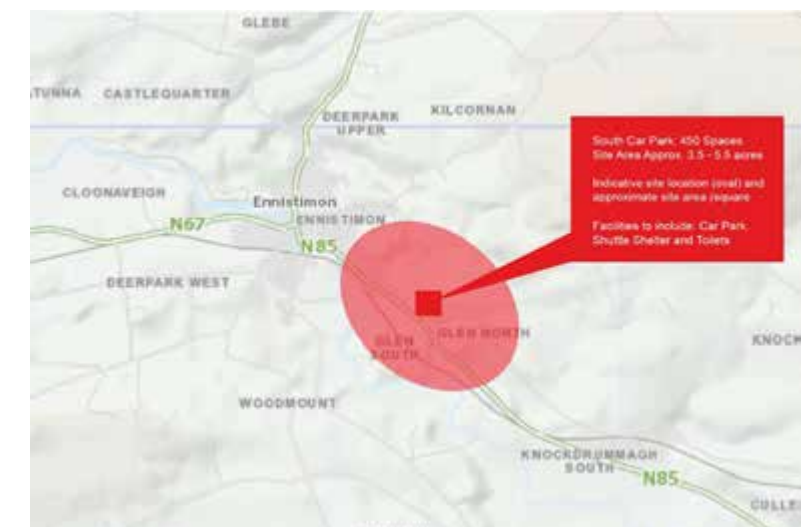 GLEBE
TUNNA
CASTLEQUARTER
DEERPARK
UPPER
KILCORNAN
South Car Park: 450 Spaces
Site Area Approx. 3.5 - 5.5 acres
Indicative site location (oval) and
approximate site area (square
Facilities to include: Car Park,
Shuttle Shelter and Toilets
CLOONAVEIGH
Ennistimon
ENNISTIMON
N67
N85
DEERPARK WEST
GLEN NORTH
GLEN
SOUTH
KNOCK
WOODMOUNT
KNOCKDRUMMAGH
SOUTH
N85
CULLE